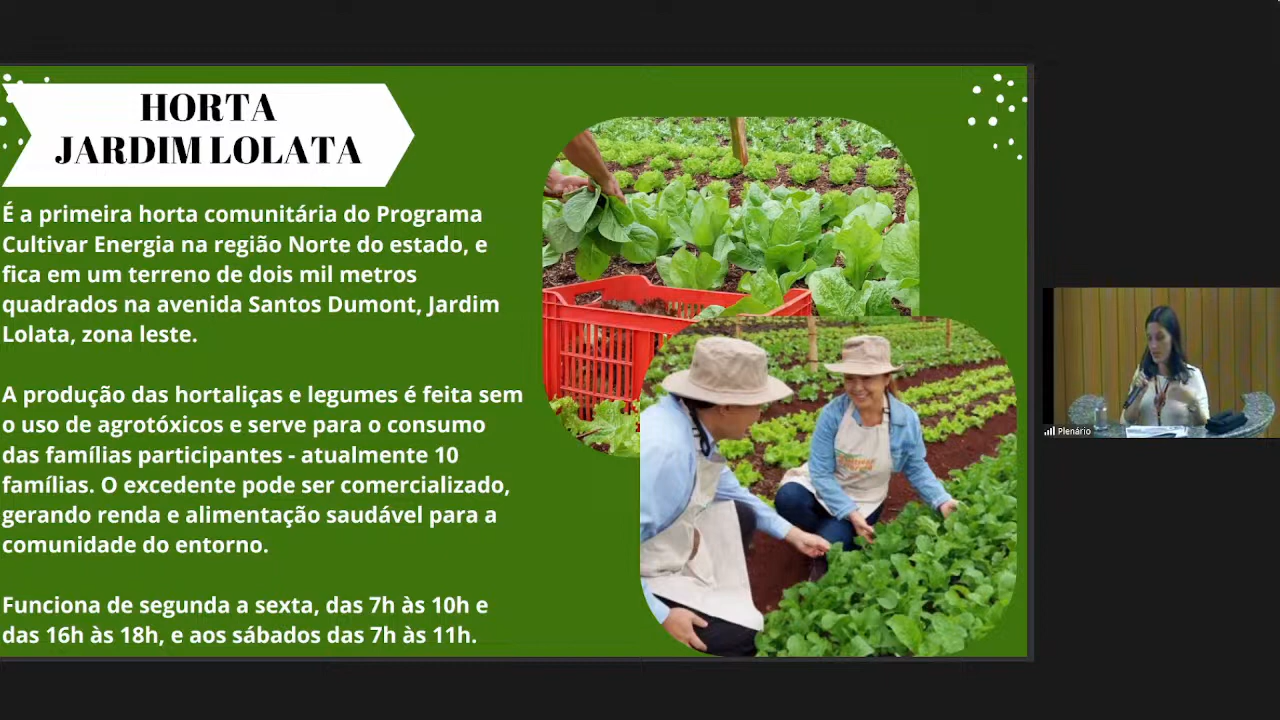 HORTA
JARDIM LOLATA
É a primeira horta comunitária do Programa
Cultivar Energia na região Norte do estado, e
fica em um terreno de dois mil metros
quadrados na avenida Santos Dumont, Jardim
Lolata, zona leste.
A produção das hortaliças e legumes é feita sem
o uso de agrotóxicos e serve para o consumo
das famílias participantes - atualmente 10
famílias. O excedente pode ser comercializado,
gerando renda e alimentação saudável para a
comunidade do entorno.
Funciona de segunda a sexta, das 7h às 10h e
das 16h às 18h, e aos sábados das 7h às 11h.
Plenário